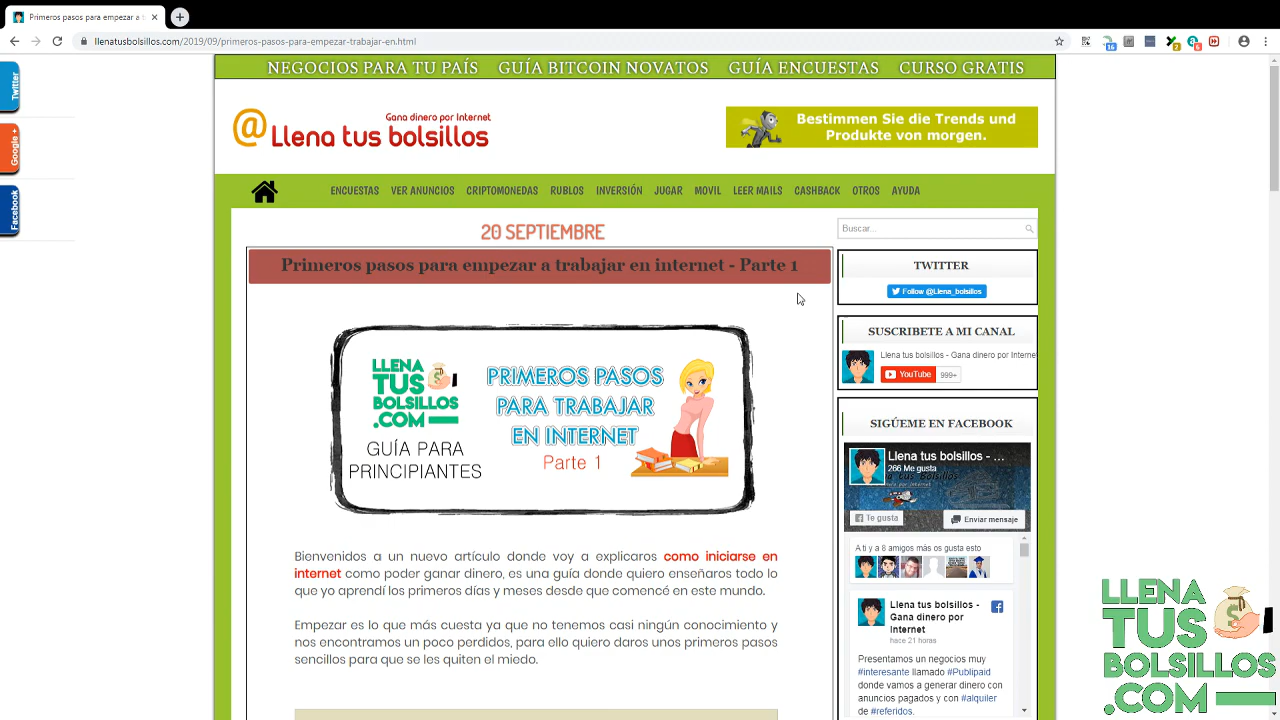 Primeros pasos para empezar a
llenatusbolsillos.com/2019/09/primeros-pasos-para-empezar-trabajar-en.html
16
2
6
Twitter
Google +
Facebook
NEGOCIOS PARA TU PAÍS GUÍA BITCOIN NOVATOS GUÍA ENCUESTAS CURSO GRATIS
Gana dinero por Internet
@Llena tus bolsillos
Bestimmen Sie die Trends und
Produkte von morgen.
ENCUESTAS VER ANUNCIOS CRIPTOMONEDAS RUBLOS INVERSIÓN JUGAR MOVIL LEER MAILS CASHBACK OTROS AYUDA
20 SEPTIEMBRE
Primeros pasos para empezar a trabajar en internet - Parte 1
LLENA
TUS
BOLSILLOS
.COM
GUÍA PARA
PRINCIPIANTES
PRIMEROS PASOS
PARA TRABAJAR
EN INTERNET
Parte 1
Bienvenidos a un nuevo artículo donde voy a explicaros como iniciarse en
internet como poder ganar dinero, es una guía donde quiero enseñaros todo lo
que yo aprendí los primeros días y meses desde que comencé en este mundo.
Empezar es lo que más cuesta ya que no tenemos casi ningún conocimiento y
nos encontramos un poco perdidos, para ello quiero daros unos primeros pasos
sencillos para que se les quiten el miedo.
Buscar...
TWITTER
Follow @Llena_bolsillos
SUSCRIBETE A MI CANAL
Llena tus bolsillos - Gana dinero por Interne
YouTube 999+
SIGÚEME EN FACEBOOK
Llena tus bolsillos - ...
266 Me gusta
Te gusta
Enviar mensaje
A ti y a 8 amigos más os gusta esto
Llena tus bolsillos -
Gana dinero por
Internet
hace 21 horas
Presentamos un negocios muy
#interesante llamado #Publipaid
donde vamos a generar dinero con
anuncios pagados y con #alquiler
de #referidos.
LLENA
TUS
BOLSILLOS
.COM